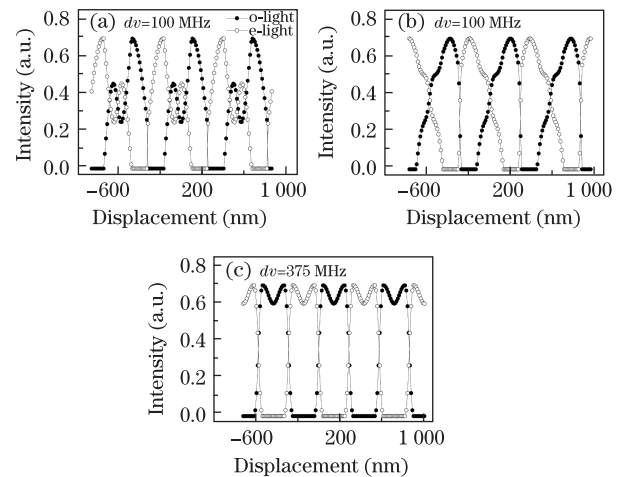 (a) dv=100 MHz
o-light
e-light
0.8
0.6
0.4
0.2
0.0
Intensity (a.u.)
-600 200 1 000
Displacement (nm)
(b) dv=100 MHz
0.8
0.6
0.4
0.2
0.0
Intensity (a.u.)
-600 200 1 000
Displacement (nm)
(c) dv=375 MHz
0.8
0.6
0.4
0.2
0.0
Intensity (a.u.)
-600 200 1 000
Displacement (nm)